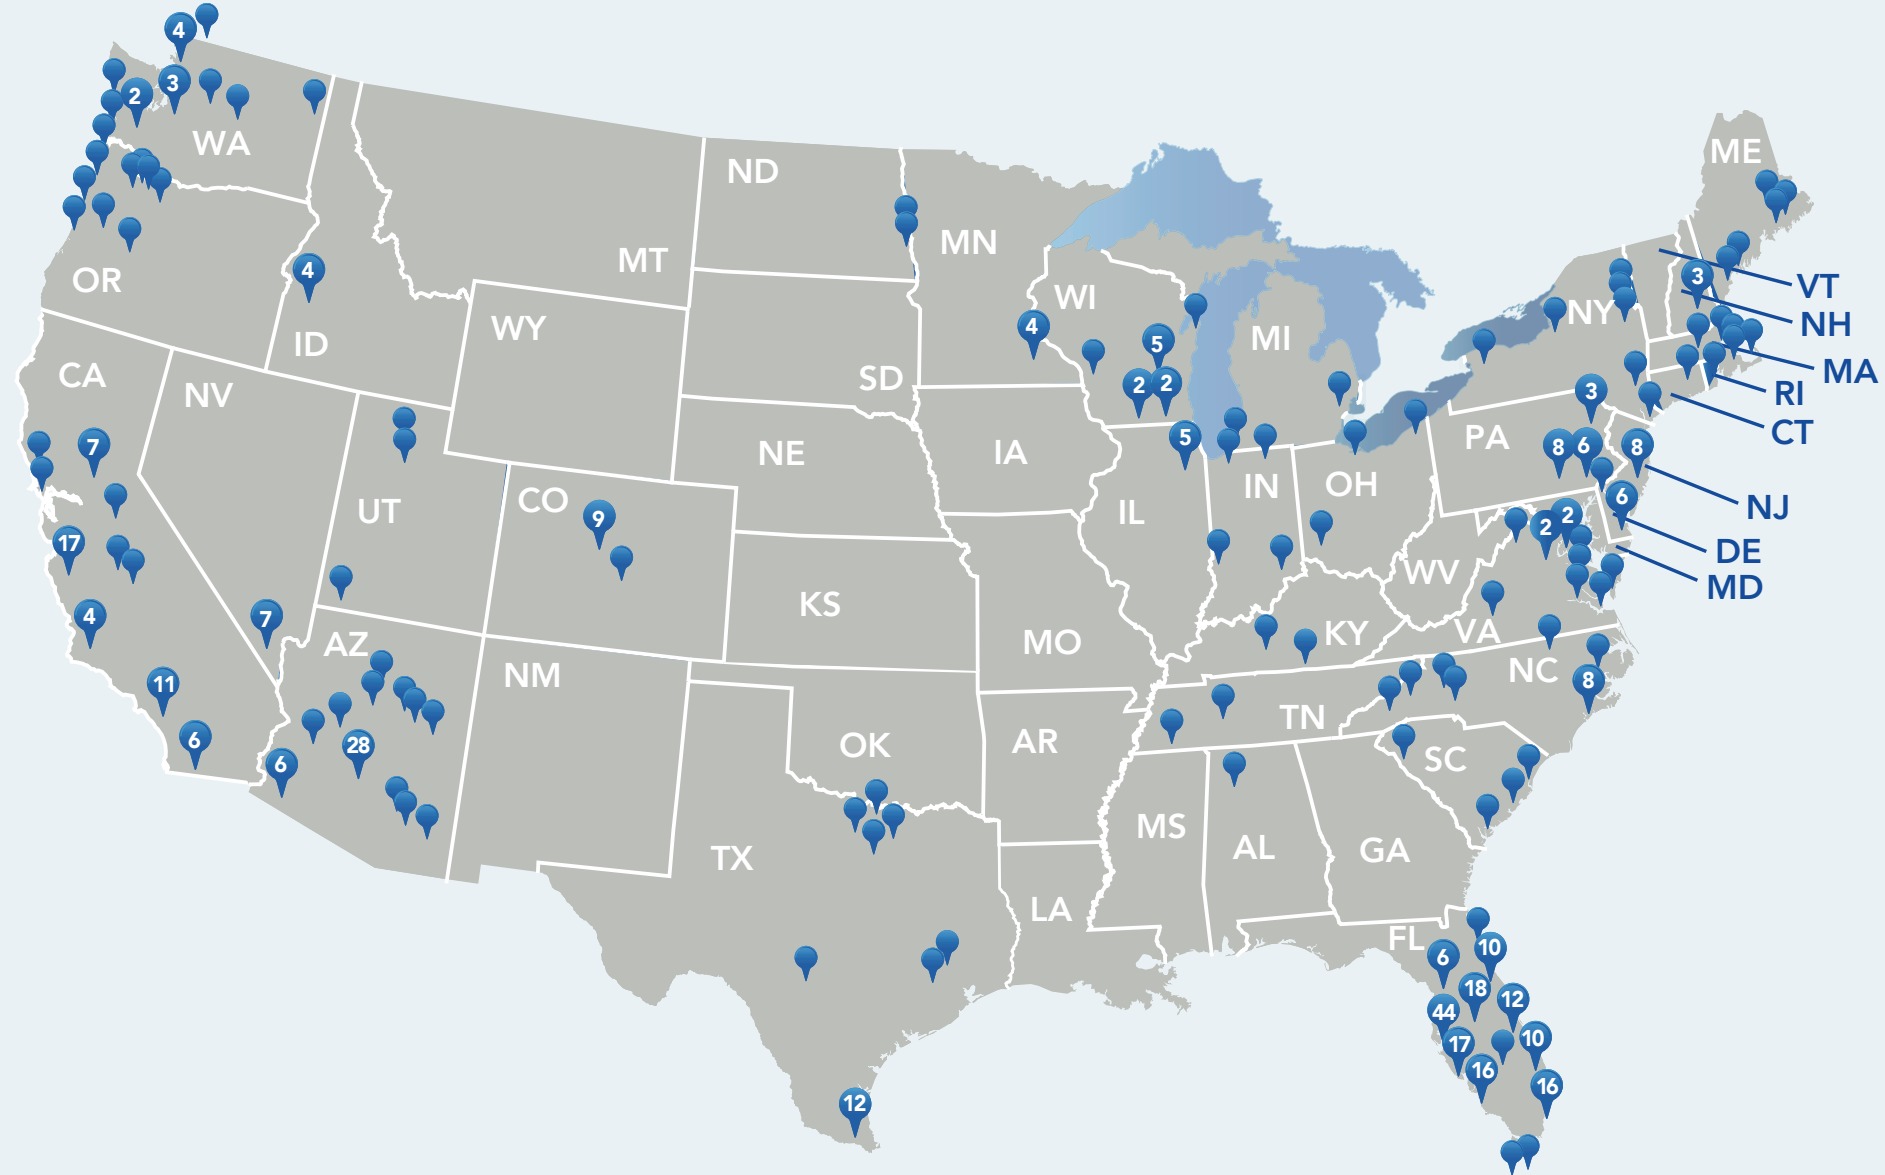 4
3
2
WA
ND
ME
MN
MT
OR
4
ID
WY
SD
WI
4
5
MI
2
2
NY
3
VT
NH
MA
RI
CT
CA
NV
7
NE
IA
5
IL
IN
OH
PA
3
8
6
8
NJ
UT
CO
9
17
6
2
2
DE
MD
KS
MO
WV
KY
VA
4
7
AZ
NM
NC
8
11
6
28
6
OK
AR
TN
SC
TX
MS
AL
GA
LA
FL
6
10
18
12
44
17
10
16
16
12